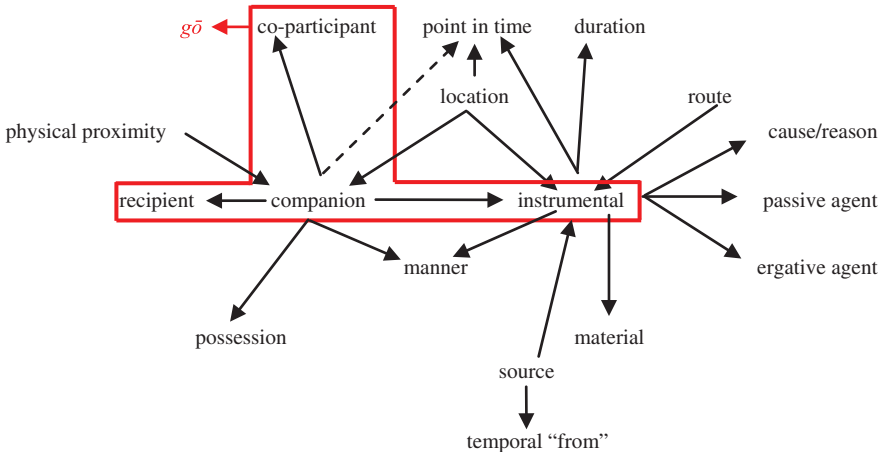 gō co-participant point in time duration
location route
physical proximity cause/reason
recipient companion instrumental passive agent
manner ergative agent
possession material
source
temporal “from”